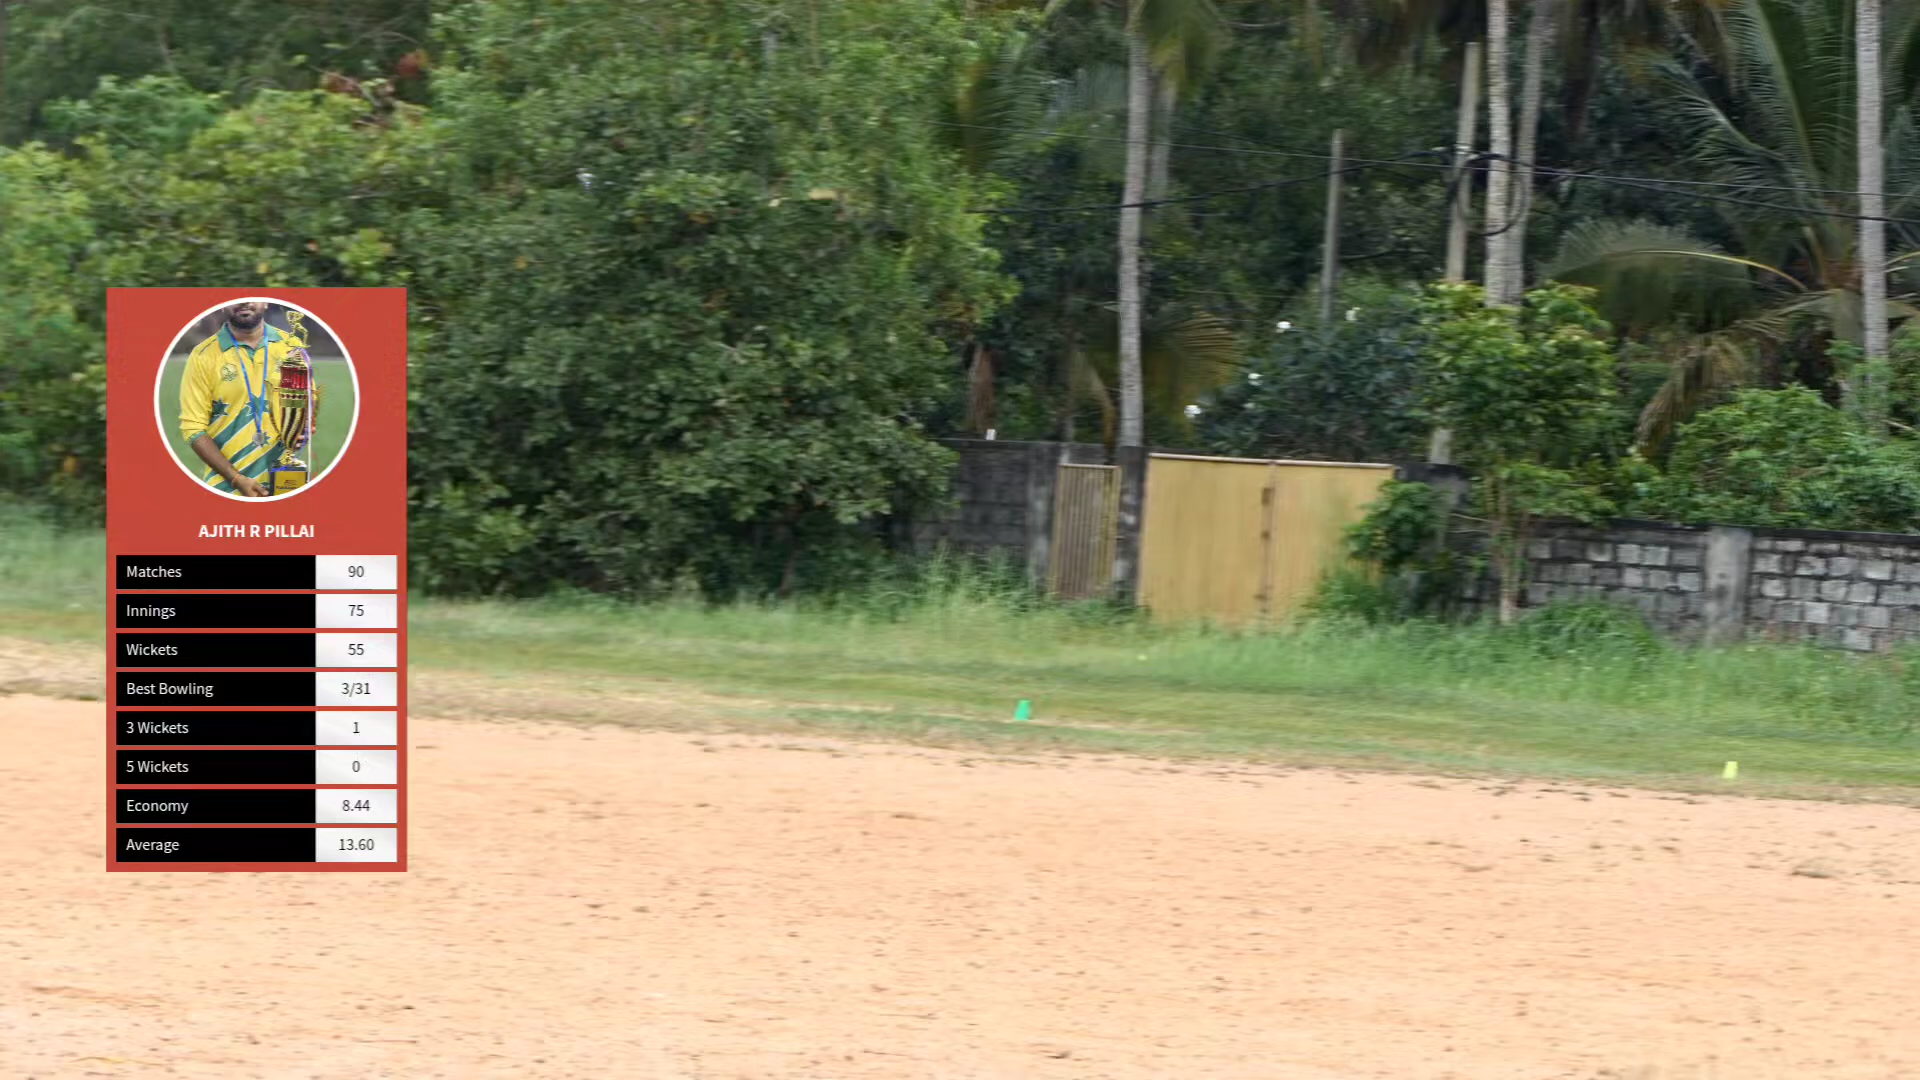 AJITH R PILLAI
Matches 90
Innings 75
Wickets 55
Best Bowling 3/31
3 Wickets 1
5 Wickets 0
Economy 8.44
Average 13.60